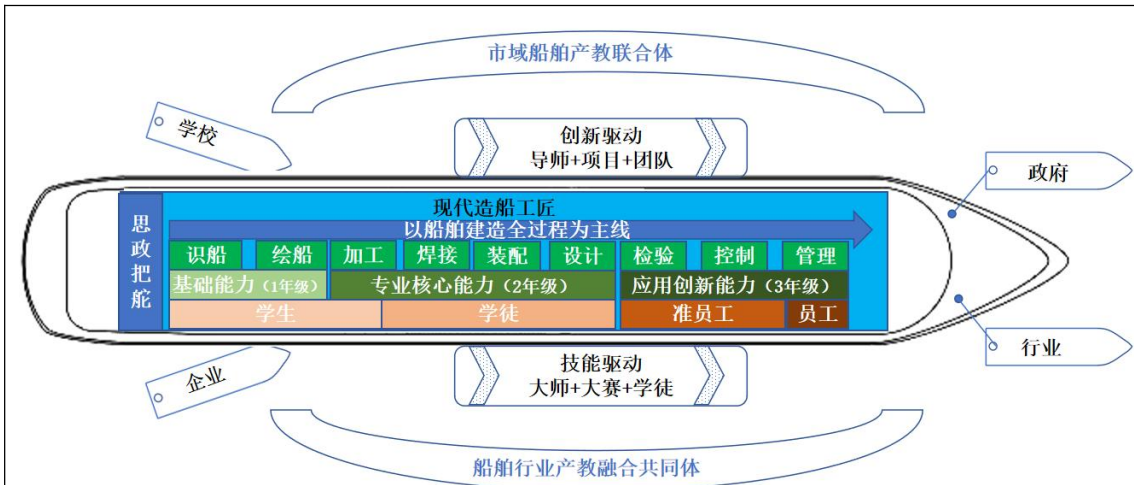 市域船舶产教联合体
学校
创新驱动
导师+项目+团队
政府
思政把舵
现代造船工匠
以船舶建造全过程为主线
识船 绘船 加工 焊接 装配 设计 检验 控制 管理
基础能力（1年级） 专业核心能力（2年级） 应用创新能力（3年级）
学生 学徒 准员工 员工
行业
企业
技能驱动
大师+大赛+学徒
船舶行业产教融合共同体